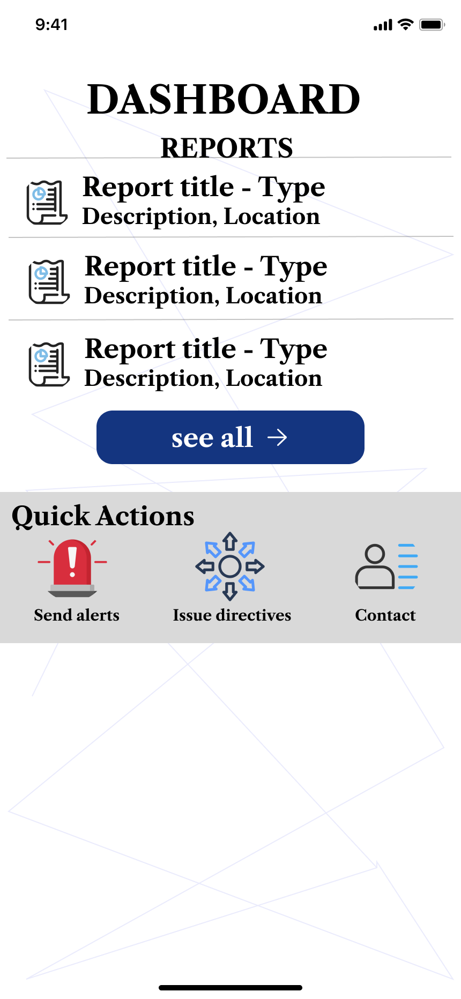 9:41
DASHBOARD
REPORTS
Report title - Type
Description, Location
Report title - Type
Description, Location
Report title - Type
Description, Location
see all →
Quick Actions
Send alerts
Issue directives
Contact